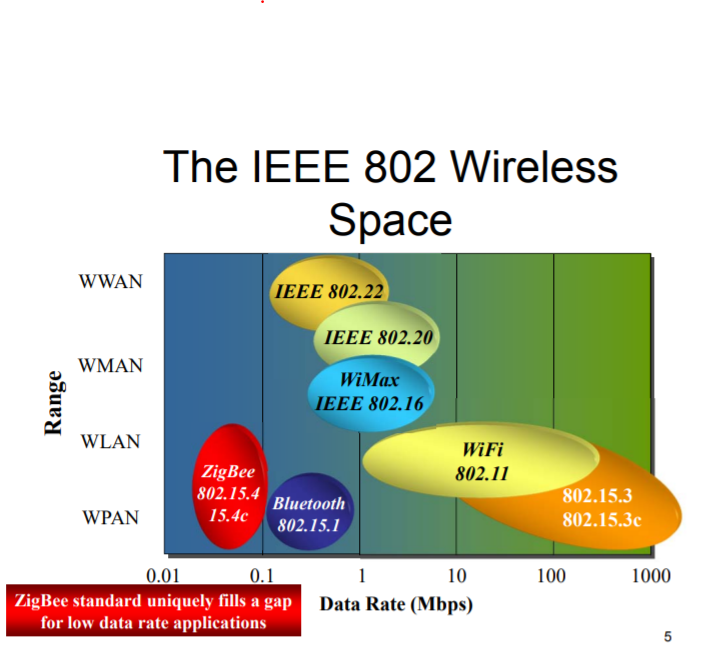 The IEEE 802 Wireless
Space
WWAN
IEEE 802.22
IEEE 802.20
WMAN
WiMax
IEEE 802.16
Range
WLAN
WiFi
802.11
ZigBee
802.15.4
15.4c
Bluetooth
802.15.1
802.15.3
802.15.3c
WPAN
0.01 0.1 1 10 100 1000
Data Rate (Mbps)
ZigBee standard uniquely fills a gap
for low data rate applications
5